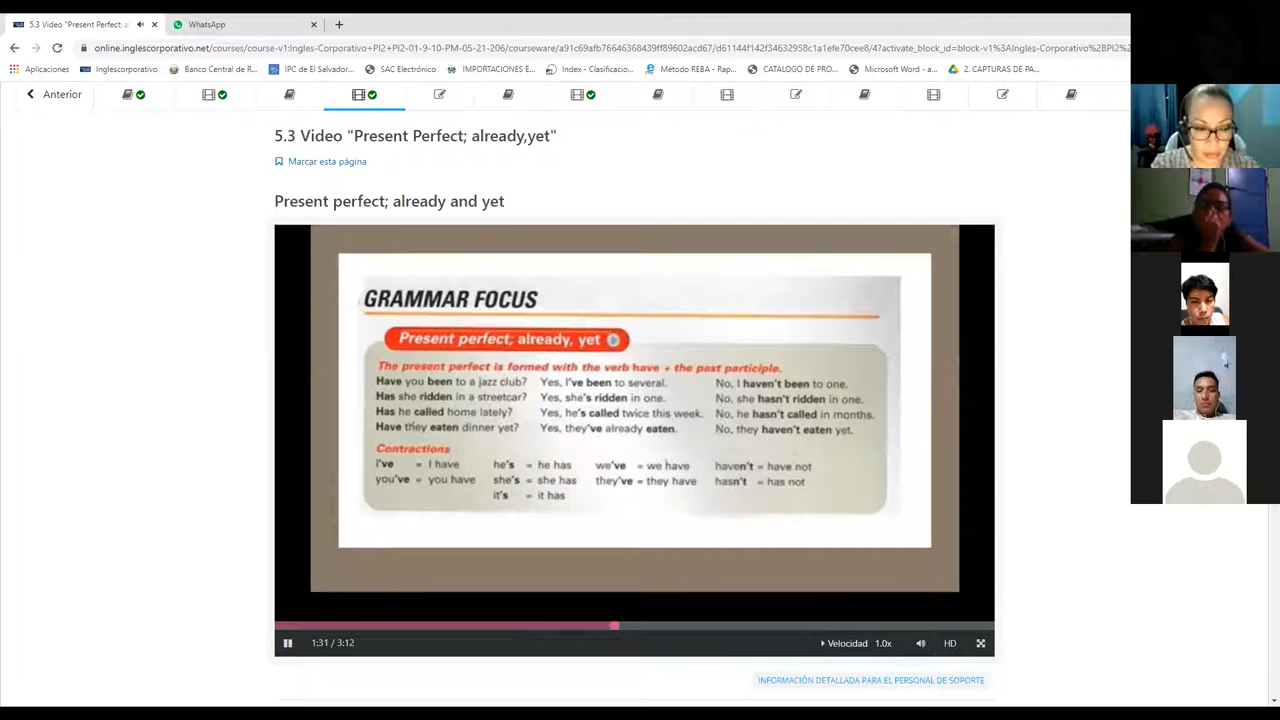 5.3 Video "Present Perfect; a
WhatsApp
online.inglescorporativo.net/courses/course-v1:Ingles-Corporativo+PI2+PI2-01-9-10-PM-05-21-206/courseware/
Aplicaciones
Inglescorporativo
Banco Central de R...
IPC de El Salvador...
SAC Electrónico
IMPORTACIONES E...
Index - Clasificacio...
Método REBA - Rap...
CATALOGO DE PRO...
Microsoft Word - a...
2. CAPTURAS DE PA...
Anterior
5.3 Video "Present Perfect; already,yet"
Marcar esta página
Present perfect; already and yet
GRAMMAR FOCUS
Present perfect; already, yet
The present perfect is formed with the verb have + the past participle.
Have you been to a jazz club? Yes, I've been to several. No, I haven't been to one.
Has she ridden in a streetcar? Yes, she's ridden in one. No, she hasn't ridden in one.
Has he called home lately? Yes, he's called twice this week. No, he hasn't called in months.
Have they eaten dinner yet? Yes, they've already eaten. No, they haven't eaten yet.
Contractions
I've = I have he's = he has we've = we have haven't = have not
you've = you have she's = she has they've = they have hasn't = has not
it's = it has
1:31 / 3:12
Velocidad 1.0x
HD
INFORMACIÓN DETALLADA PARA EL PERSONAL DE SOPORTE